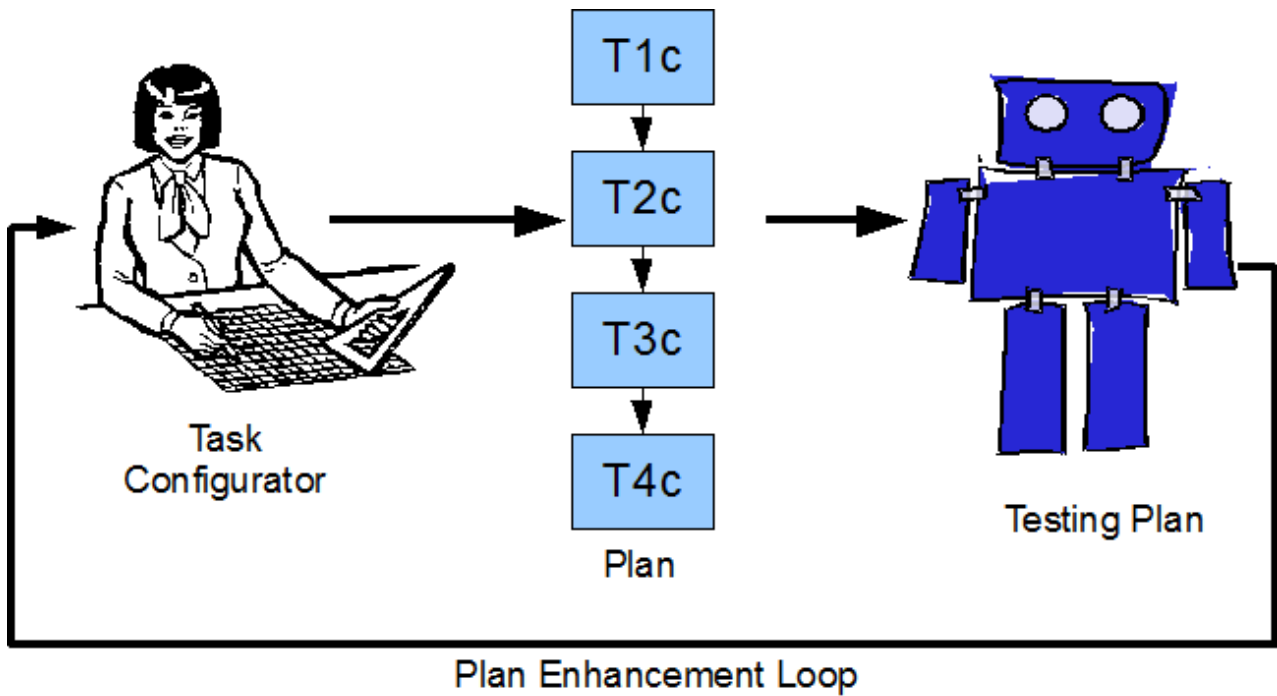 T1c
T2c
T3c
T4c
Task
Configurator
Plan
Testing Plan
Plan Enhancement Loop